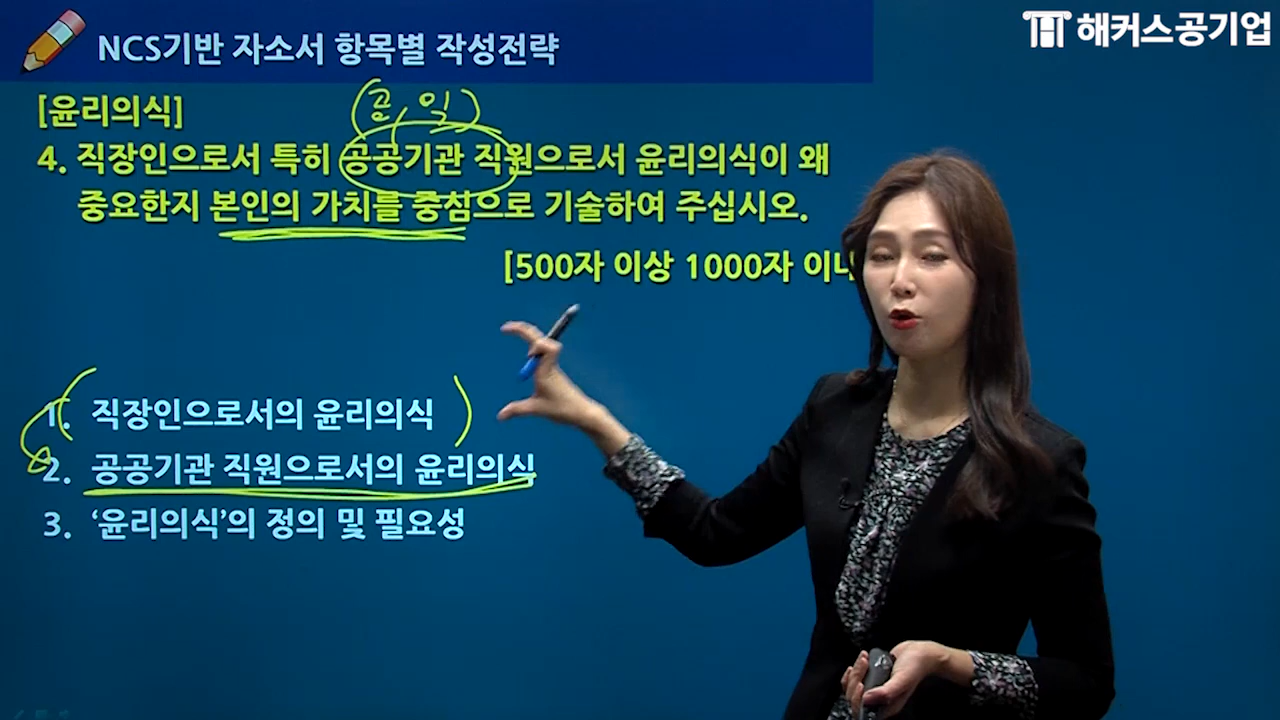 NCS기반 자소서 항목별 작성전략
해커스공기업
[윤리의식]
(공, 익)
4. 직장인으로서 특히 공공기관 직원으로서 윤리의식이 왜
중요한지 본인의 가치를 중심으로 기술하여 주십시오.
[500자 이상 1000자 이내
1. 직장인으로서의 윤리의식
2. 공공기관 직원으로서의 윤리의식
3. ‘윤리의식’의 정의 및 필요성